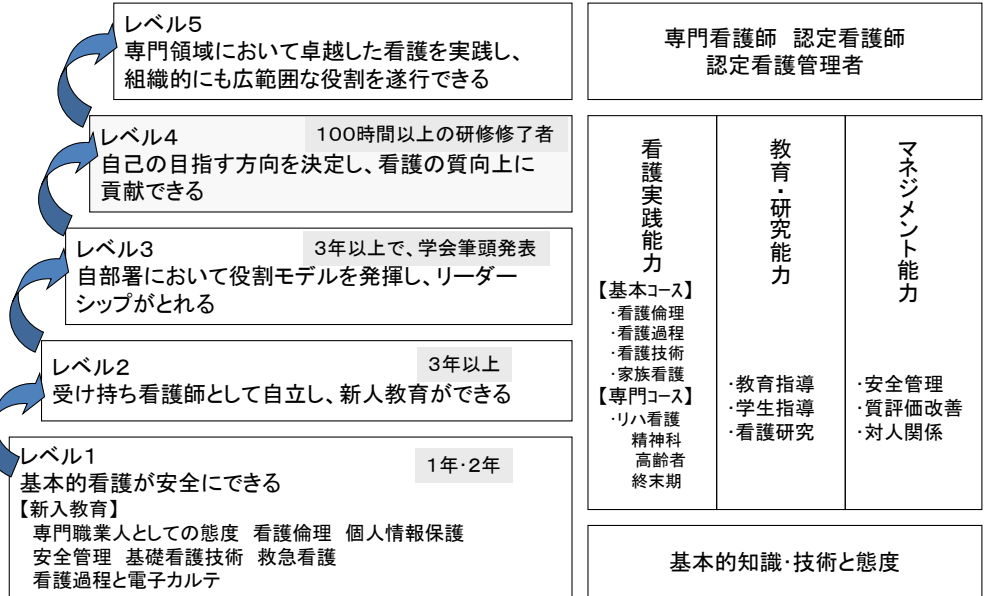 レベル5
専門領域において卓越した看護を実践し、
組織的にも広範囲な役割を遂行できる
レベル4
100時間以上の研修修了者
自己の目指す方向を決定し、看護の質向上に
貢献できる
レベル3
3年以上で、学会筆頭発表
自部署において役割モデルを発揮し、リーダー
シップがとれる
レベル2
3年以上
受け持ち看護師として自立し、新人教育ができる
レベル1
1年・2年
基本的看護が安全にできる
【新入教育】
専門職業人としての態度 看護倫理 個人情報保護
安全管理 基礎看護技術 救急看護
看護過程と電子カルテ
専門看護師 認定看護師
認定看護管理者
看護実践能力
【基本コース】
・看護倫理
・看護過程
・看護技術
・家族看護
【専門コース】
・リハ看護
精神科
高齢者
終末期
教育・研究能力
・教育指導
・学生指導
・看護研究
マネジメント能力
・安全管理
・質評価改善
・対人関係
基本的知識・技術と態度